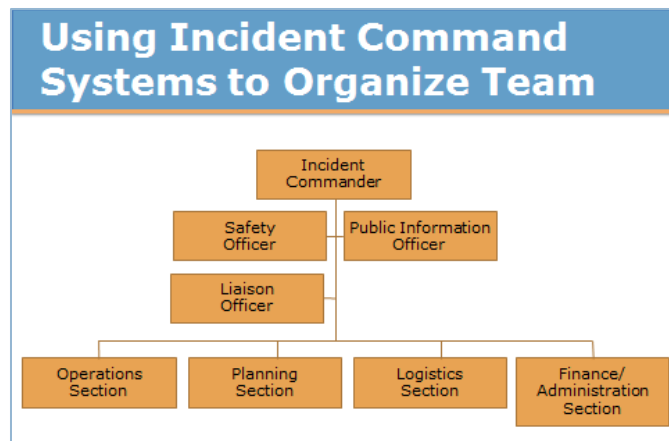 Using Incident Command
Systems to Organize Team
Incident
Commander
Safety
Officer
Public Information
Officer
Liaison
Officer
Operations
Section
Planning
Section
Logistics
Section
Finance/
Administration
Section